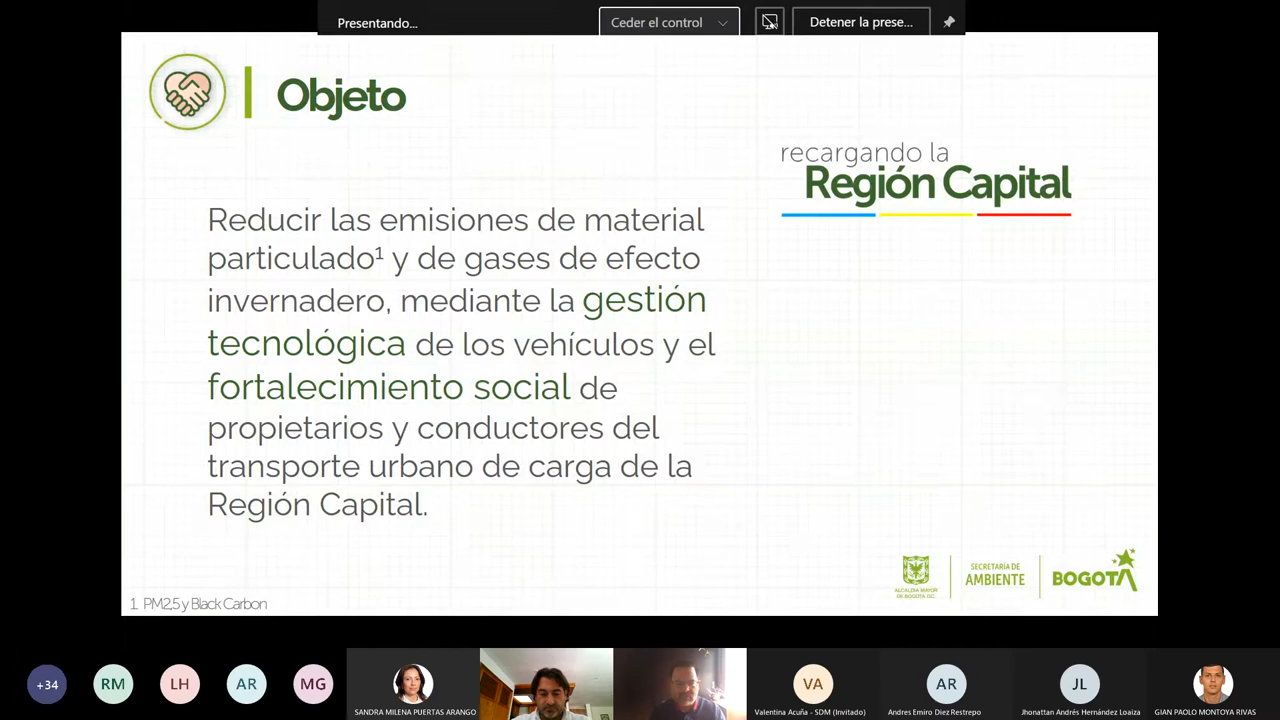 Presentando...
Ceder el control
Detener la prese...
Objeto
recargando la
Región Capital
Reducir las emisiones de material
particulado¹ y de gases de efecto
invernadero, mediante la gestión
tecnológica de los vehículos y el
fortalecimiento social de
propietarios y conductores del
transporte urbano de carga de la
Región Capital.
ALCALDÍA MAYOR
DE BOGOTÁ D.C.
SECRETARÍA DE
AMBIENTE
BOGOTÁ
1. PM2,5 y Black Carbon
+34
RM
LH
AR
MG
SANDRA MILENA PUERTAS ARANGO
VA
Valentina Acuña - SDM (Invitado)
AR
Andres Emiro Diez Restrepo
JL
Jhonattan Andrés Hernández Loaiza
GIAN PAOLO MONTOYA RIVAS